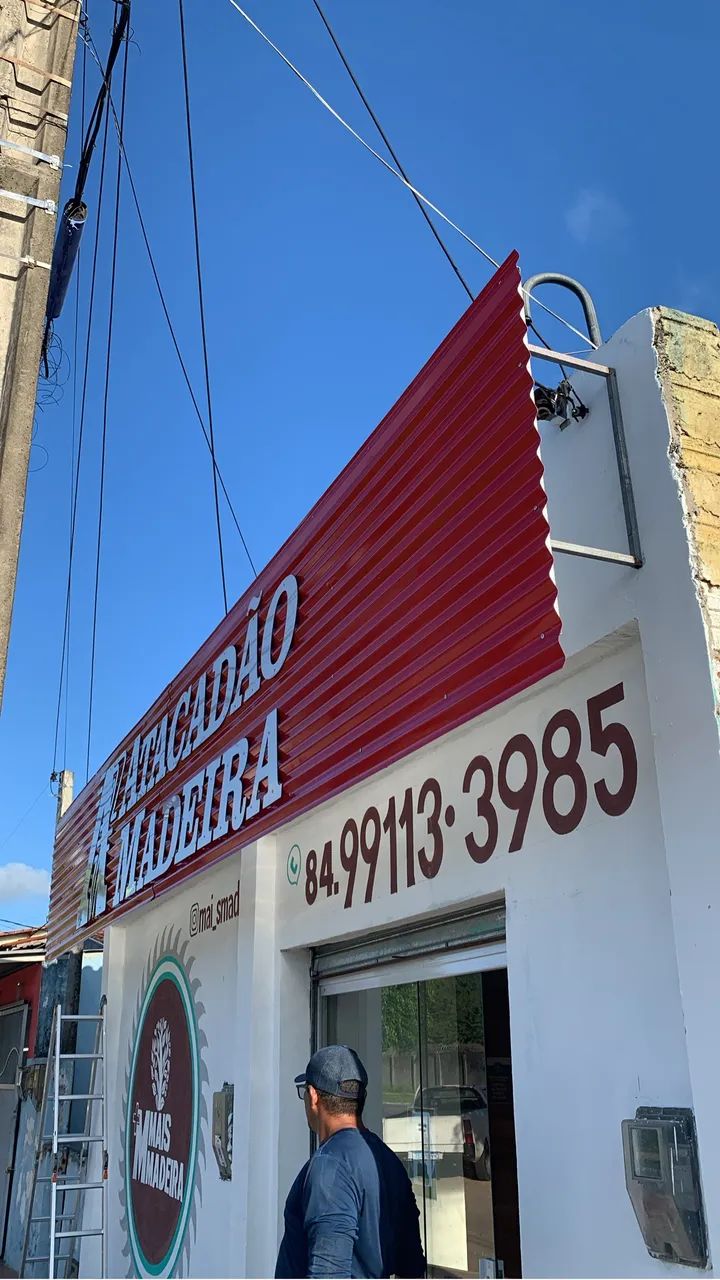 ATACADÃO
MADEIRA
84.99113·3985
@mai_smad
MAIS
MADEIRA